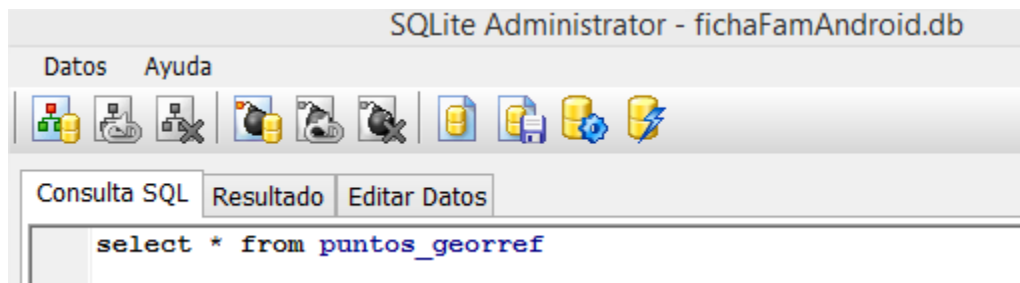 SQLite Administrator - fichaFamAndroid.db
Datos Ayuda
Consulta SQL Resultado Editar Datos
select * from puntos_georref